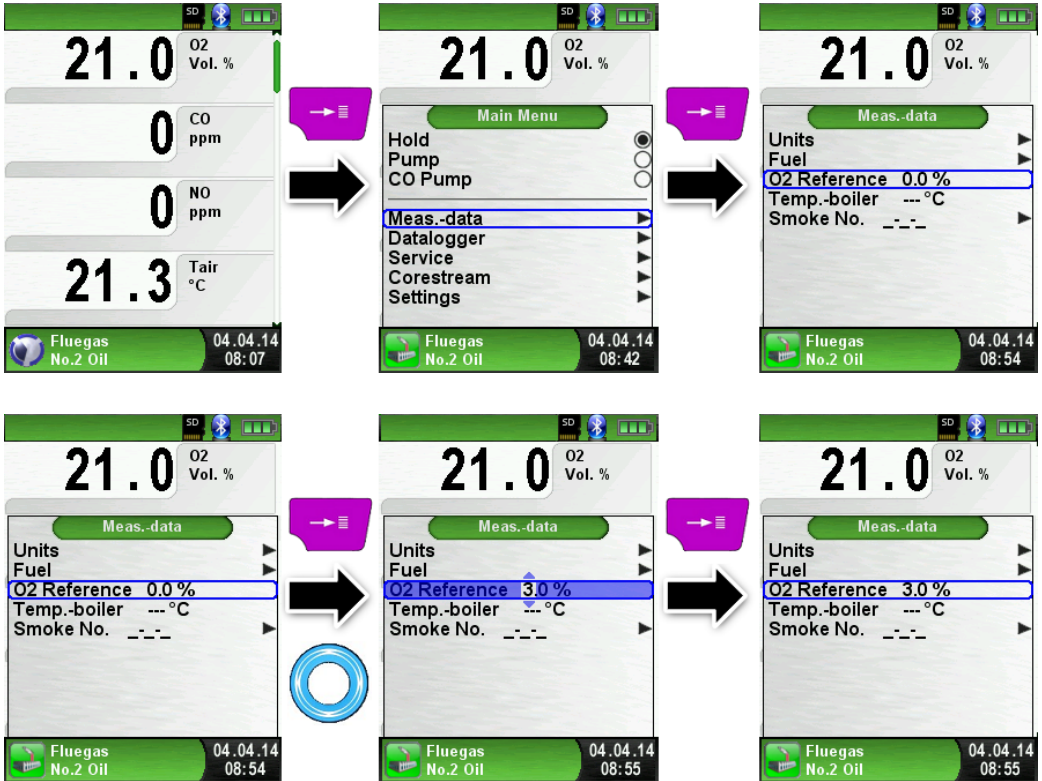 SD
21.0 O2 Vol. %
0 CO ppm
0 NO ppm
21.3 Tair °C
Fluegas 04.04.14
No.2 Oil 08:07
SD
21.0 O2 Vol. %
Main Menu
Hold
Pump
CO Pump
Meas.-data
Datalogger
Service
Corestream
Settings
Fluegas 04.04.14
No.2 Oil 08:42
SD
21.0 O2 Vol. %
Meas.-data
Units
Fuel
O2 Reference 0.0 %
Temp.-boiler --- °C
Smoke No. _-_-_
Fluegas 04.04.14
No.2 Oil 08:54
SD
21.0 O2 Vol. %
Meas.-data
Units
Fuel
O2 Reference 0.0 %
Temp.-boiler --- °C
Smoke No. _-_-_
Fluegas 04.04.14
No.2 Oil 08:54
SD
21.0 O2 Vol. %
Meas.-data
Units
Fuel
O2 Reference 3.0 %
Temp.-boiler --- °C
Smoke No. _-_-_
Fluegas 04.04.14
No.2 Oil 08:55
SD
21.0 O2 Vol. %
Meas.-data
Units
Fuel
O2 Reference 3.0 %
Temp.-boiler --- °C
Smoke No. _-_-_
Fluegas 04.04.14
No.2 Oil 08:55